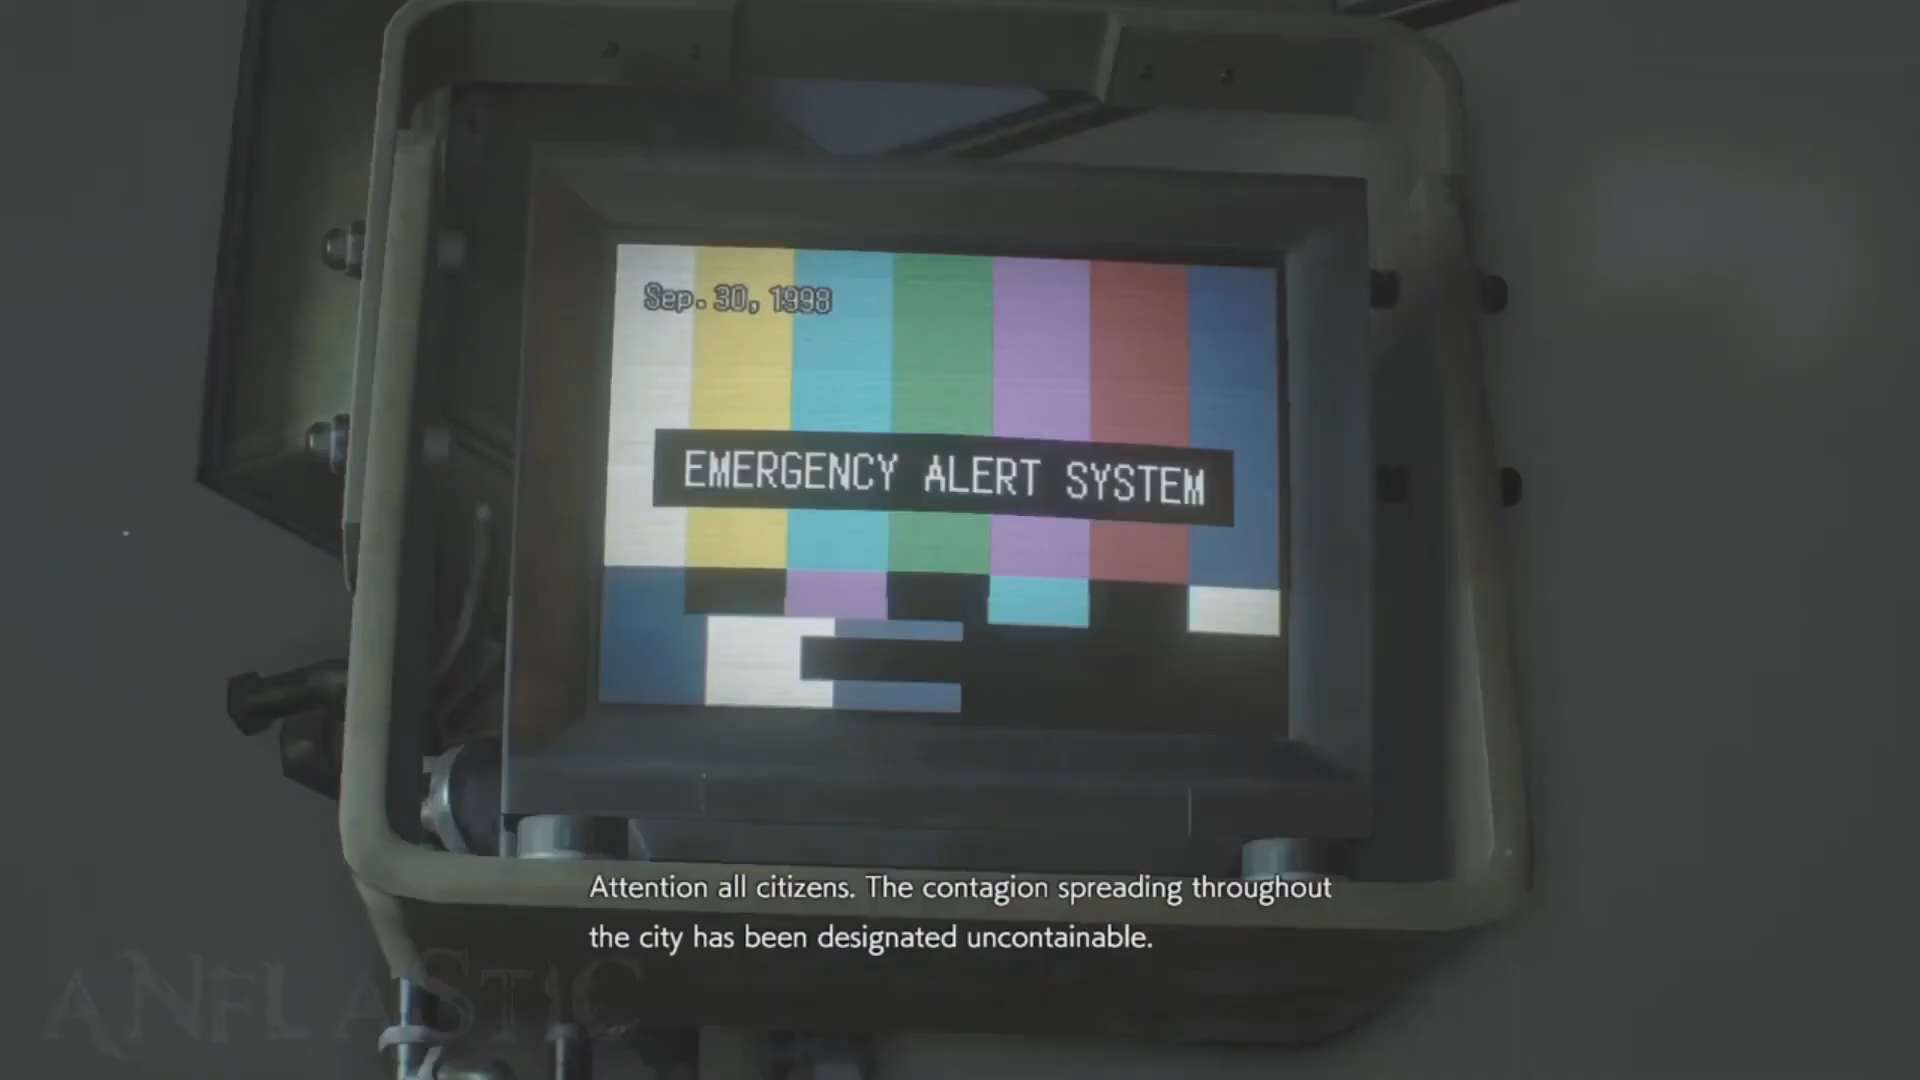 Sep. 30, 1998
EMERGENCY ALERT SYSTEM
Attention all citizens. The contagion spreading throughout
the city has been designated uncontainable.
ANFLASTIC